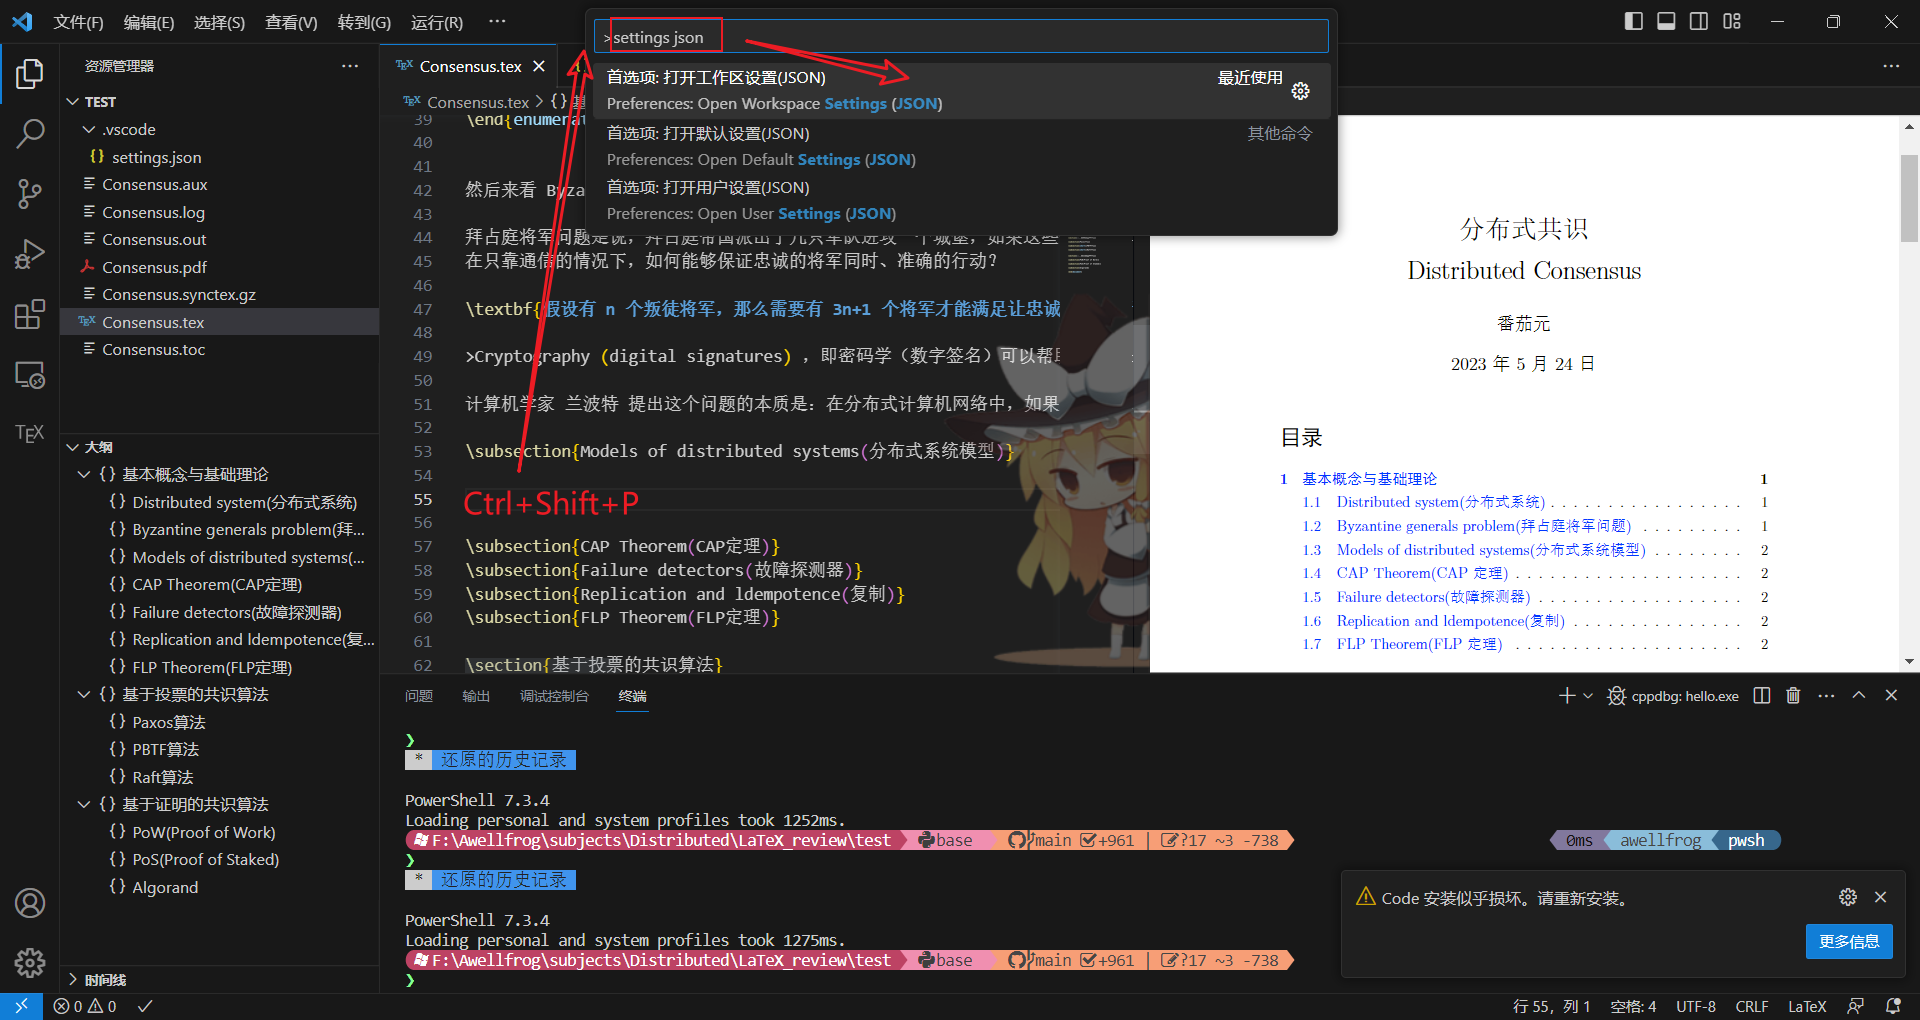 文件(F) 编辑(E) 选择(S) 查看(V) 转到(G) 运行(R) ···
>settings json
首选项: 打开工作区设置(JSON) 最近使用
Preferences: Open Workspace Settings (JSON)
首选项: 打开默认设置(JSON) 其他命令
Preferences: Open Default Settings (JSON)
首选项: 打开用户设置(JSON)
Preferences: Open User Settings (JSON)
资源管理器
TEST
.vscode
{} settings.json
Consensus.aux
Consensus.log
Consensus.out
Consensus.pdf
Consensus.synctex.gz
TEX Consensus.tex
Consensus.toc
TEX
大纲
{} 基本概念与基础理论
{} Distributed system(分布式系统)
{} Byzantine generals problem(拜...
{} Models of distributed systems(...
{} CAP Theorem(CAP定理)
{} Failure detectors(故障探测器)
{} Replication and ldempotence(复...
{} FLP Theorem(FLP定理)
{} 基于投票的共识算法
{} Paxos算法
{} PBTF算法
{} Raft算法
{} 基于证明的共识算法
{} PoW(Proof of Work)
{} PoS(Proof of Staked)
{} Algorand
时间线
TEX Consensus.tex
TEX Consensus.tex > {} 基
39 \end{enumerat
40
41
42 然后来看 Byza
43
44 拜占庭将军问题是说，拜占庭帝国派出了几只军队进攻一个城堡，如果这些
45 在只靠通信的情况下，如何能够保证忠诚的将军同时、准确的行动？
46
47 \textbf{假设有 n 个叛徒将军，那么需要有 3n+1 个将军才能满足让忠诚
48
49 >Cryptography (digital signatures) ，即密码学（数字签名）可以帮助
50
51 计算机学家 兰波特 提出这个问题的本质是：在分布式计算机网络中，如果
52
53 \subsection{Models of distributed systems(分布式系统模型)}
54
55
Ctrl+Shift+P
56
57 \subsection{CAP Theorem(CAP定理)}
58 \subsection{Failure detectors(故障探测器)}
59 \subsection{Replication and ldempotence(复制)}
60 \subsection{FLP Theorem(FLP定理)}
61
62 \section{基于投票的共识算法}
分布式共识
Distributed Consensus
番茄元
2023 年 5 月 24 日
目录
1 基本概念与基础理论 1
1.1 Distributed system(分布式系统) . . . . . . . . . . . . . . . . . 1
1.2 Byzantine generals problem(拜占庭将军问题) . . . . . . . . . 1
1.3 Models of distributed systems(分布式系统模型) . . . . . . . . 2
1.4 CAP Theorem(CAP 定理) . . . . . . . . . . . . . . . . . . . . 2
1.5 Failure detectors(故障探测器) . . . . . . . . . . . . . . . . . . 2
1.6 Replication and ldempotence(复制) . . . . . . . . . . . . . . . 2
1.7 FLP Theorem(FLP 定理) . . . . . . . . . . . . . . . . . . . . 2
问题 输出 调试控制台 终端 cppdbg: hello.exe
❯
* 还原的历史记录
PowerShell 7.3.4
Loading personal and system profiles took 1252ms.
F:\Awellfrog\subjects\Distributed\LaTeX_review\test base main +961 | ?17 ~3 -738 0ms awellfrog pwsh
❯
* 还原的历史记录
PowerShell 7.3.4
Loading personal and system profiles took 1275ms.
F:\Awellfrog\subjects\Distributed\LaTeX_review\test base main +961 | ?17 ~3 -738
❯
Code 安装似乎损坏。请重新安装。
更多信息
0 0 行 55，列 1 空格: 4 UTF-8 CRLF LaTeX